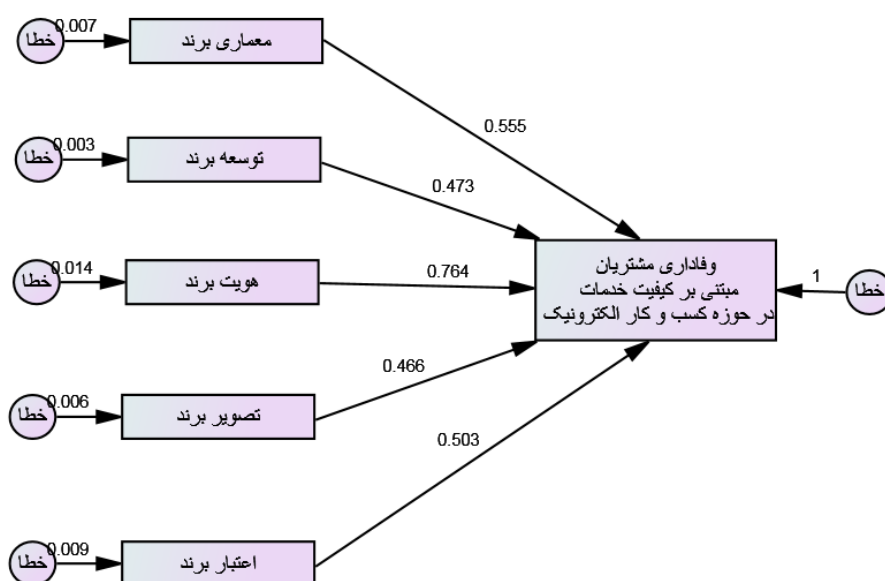 خطا
0.007
معماری برند
0.555
خطا
0.003
توسعه برند
0.473
خطا
0.014
هویت برند
0.764
وفاداری مشتریان
مبتنی بر کیفیت خدمات
در حوزه کسب و کار الکترونیک
1
خطا
خطا
0.006
تصویر برند
0.466
خطا
0.009
اعتبار برند
0.503